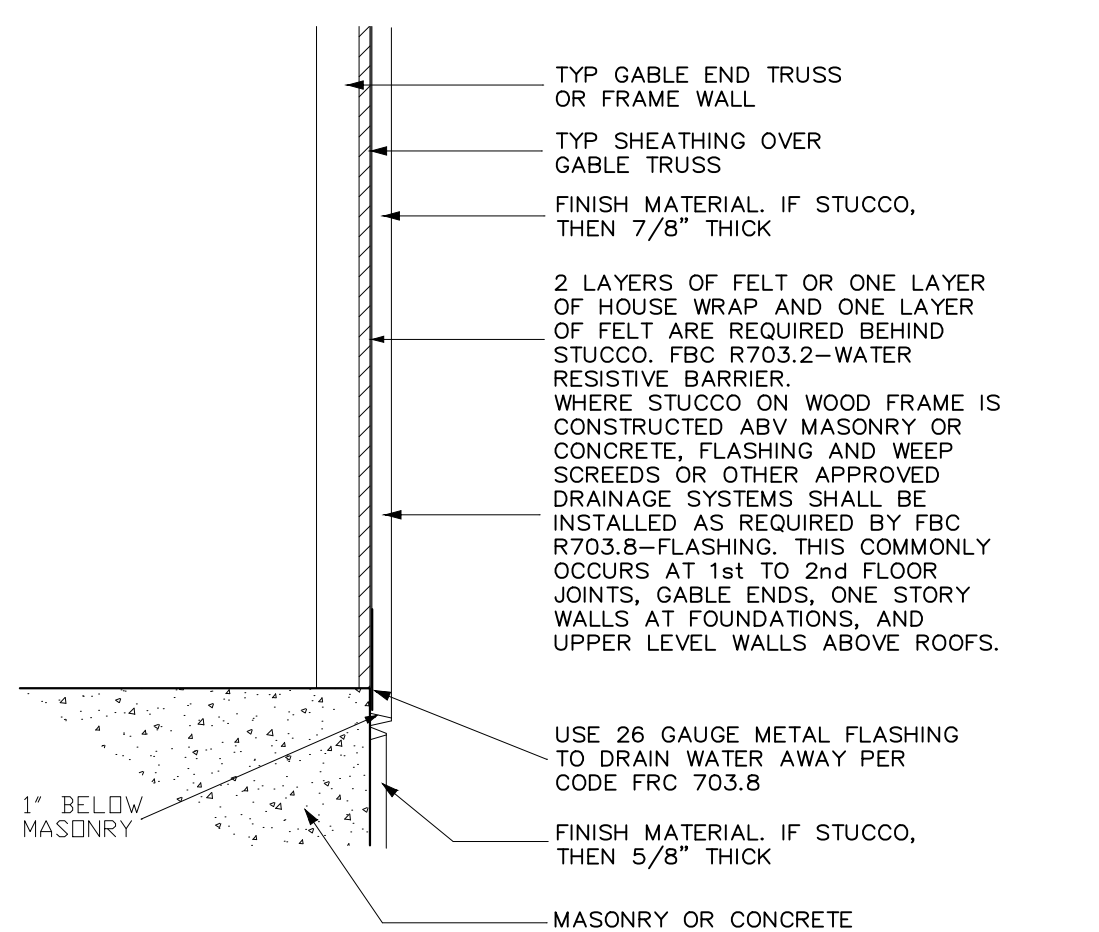 TYP GABLE END TRUSS
OR FRAME WALL
TYP SHEATHING OVER
GABLE TRUSS
FINISH MATERIAL. IF STUCCO,
THEN 7/8" THICK
2 LAYERS OF FELT OR ONE LAYER
OF HOUSE WRAP AND ONE LAYER
OF FELT ARE REQUIRED BEHIND
STUCCO. FBC R703.2–WATER
RESISTIVE BARRIER.
WHERE STUCCO ON WOOD FRAME IS
CONSTRUCTED ABV MASONRY OR
CONCRETE, FLASHING AND WEEP
SCREEDS OR OTHER APPROVED
DRAINAGE SYSTEMS SHALL BE
INSTALLED AS REQUIRED BY FBC
R703.8–FLASHING. THIS COMMONLY
OCCURS AT 1st TO 2nd FLOOR
JOINTS, GABLE ENDS, ONE STORY
WALLS AT FOUNDATIONS, AND
UPPER LEVEL WALLS ABOVE ROOFS.
USE 26 GAUGE METAL FLASHING
TO DRAIN WATER AWAY PER
CODE FRC 703.8
1" BELOW
MASONRY
FINISH MATERIAL. IF STUCCO,
THEN 5/8" THICK
MASONRY OR CONCRETE